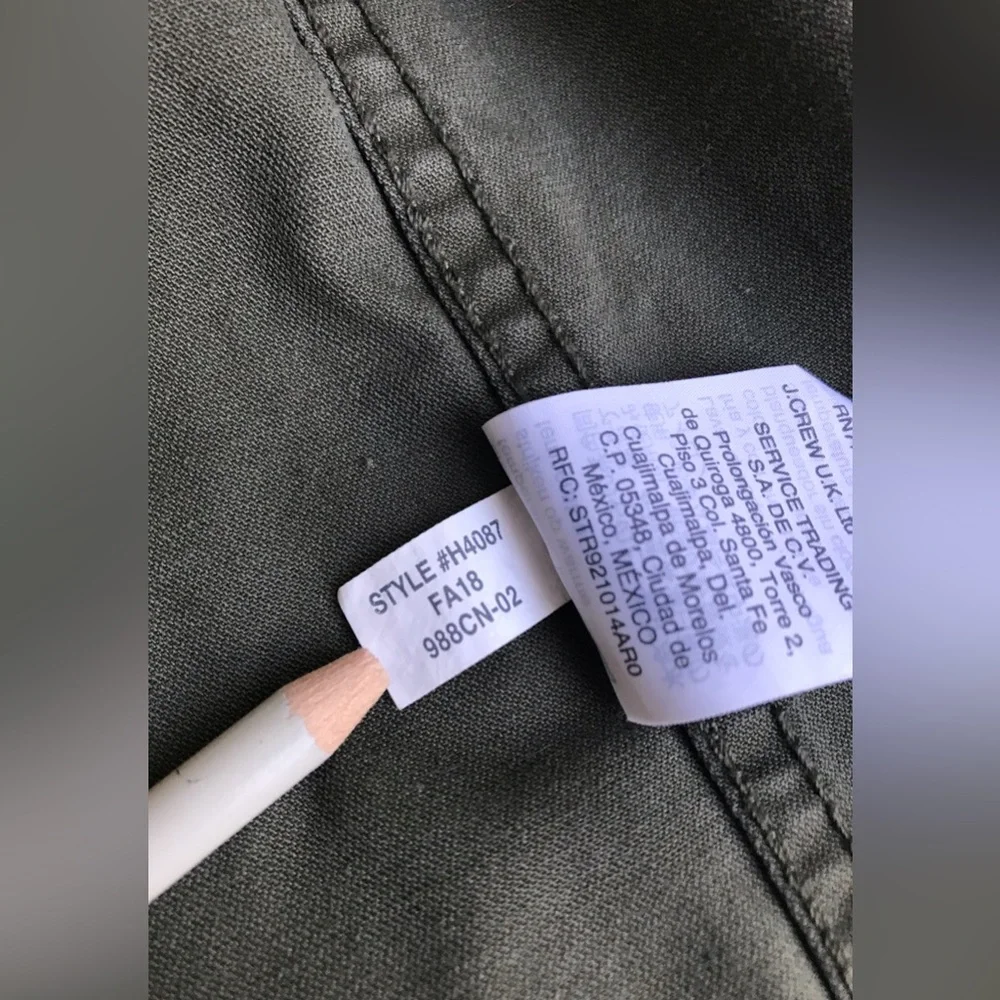 STYLE #H4087
FA18
988CN-02
J.CREW U.K.
SERVICE TRADING
S.A. DE C.V.
Prolongación Vasco
de Quiroga 4800, Torre 2,
Piso 3 Col. Santa Fe
Cuajimalpa, Del.
Cuajimalpa de Morelos
C.P. 05348, Ciudad de
México, MÉXICO
RFC: STR921014AR0